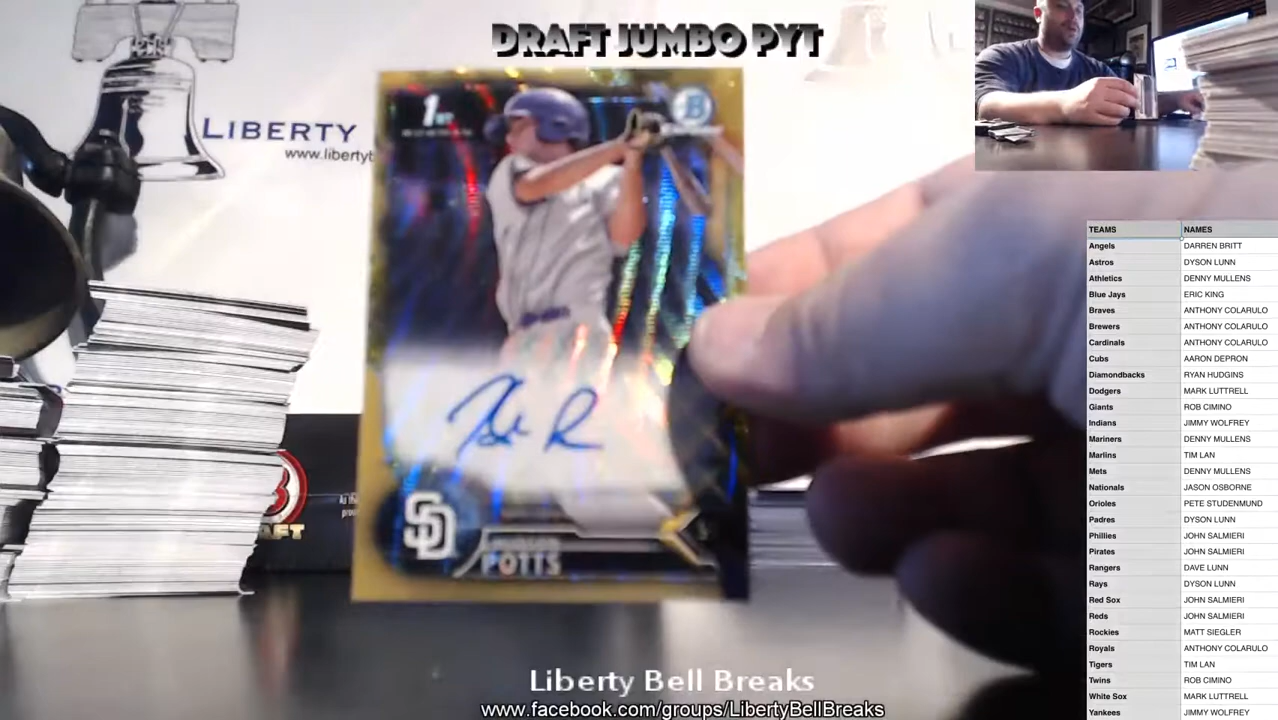 DRAFT JUMBO PYT
LIBERTY
www.libertyb
1ST
B
SD
POTTS
AFT
TEAMS NAMES
Angels DARREN BRITT
Astros DYSON LUNN
Athletics DENNY MULLENS
Blue Jays ERIC KING
Braves ANTHONY COLARULO
Brewers ANTHONY COLARULO
Cardinals ANTHONY COLARULO
Cubs AARON DEPRON
Diamondbacks RYAN HUDGINS
Dodgers MARK LUTTRELL
Giants ROB CIMINO
Indians JIMMY WOLFREY
Mariners DENNY MULLENS
Marlins TIM LAN
Mets DENNY MULLENS
Nationals JASON OSBORNE
Orioles PETE STUDENMUND
Padres DYSON LUNN
Phillies JOHN SALMIERI
Pirates JOHN SALMIERI
Rangers DAVE LUNN
Rays DYSON LUNN
Red Sox JOHN SALMIERI
Reds JOHN SALMIERI
Rockies MATT SIEGLER
Royals ANTHONY COLARULO
Tigers TIM LAN
Twins ROB CIMINO
White Sox MARK LUTTRELL
Yankees JIMMY WOLFREY
Liberty Bell Breaks
www.facebook.com/groups/LibertyBellBreaks